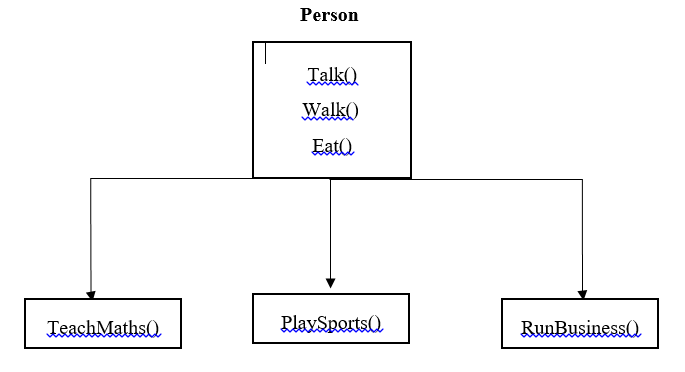 Person
Talk()
Walk()
Eat()
TeachMaths()
PlaySports()
RunBusiness()